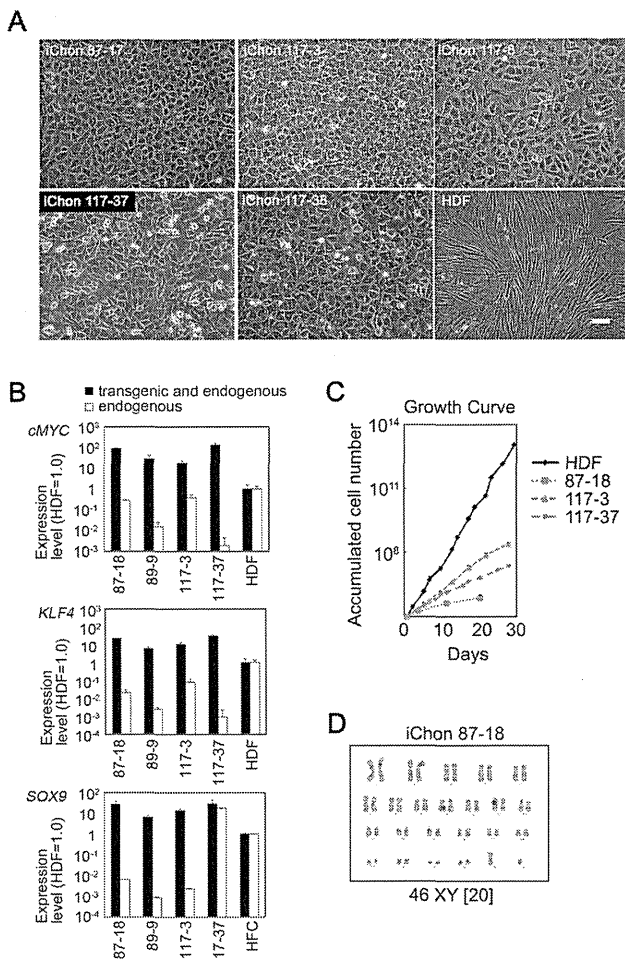 A
iChon 87-17
iChon 117-3
iChon 117-6
iChon 117-37
iChon 117-38
HDF
B
transgenic and endogenous
endogenous
cMYC
Expression level (HDF=1.0)
10³
10²
10
1
10⁻¹
10⁻²
10⁻³
87-18
89-9
117-3
117-37
HDF
KLF4
Expression level (HDF=1.0)
10³
10²
10
1
10⁻¹
10⁻²
10⁻³
10⁻⁴
87-18
89-9
117-3
117-37
HDF
SOX9
Expression level (HDF=1.0)
10²
10
1
10⁻¹
10⁻²
10⁻³
10⁻⁴
87-18
89-9
117-3
17-37
HFC
C
Growth Curve
Accumulated cell number
10¹⁴
10¹¹
10⁸
0
10
20
30
Days
HDF
87-18
117-3
117-37
D
iChon 87-18
46 XY [20]